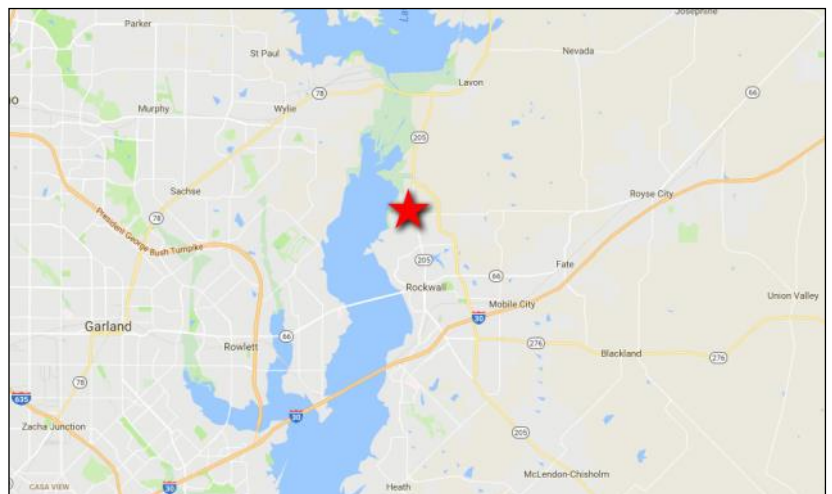 Josephine
Parker
St Paul
Nevada
Lavon
78
66
Murphy
Wylie
205
Sachse
Royse City
78
President George Bush Turnpike
205
Fate
66
Rockwall
Union Valley
Mobile City
30
Garland
66
276
Rowlett
Blackland
276
78
635
30
205
Zacha Junction
McLendon-Chisholm
CASA VIEW
30
Heath